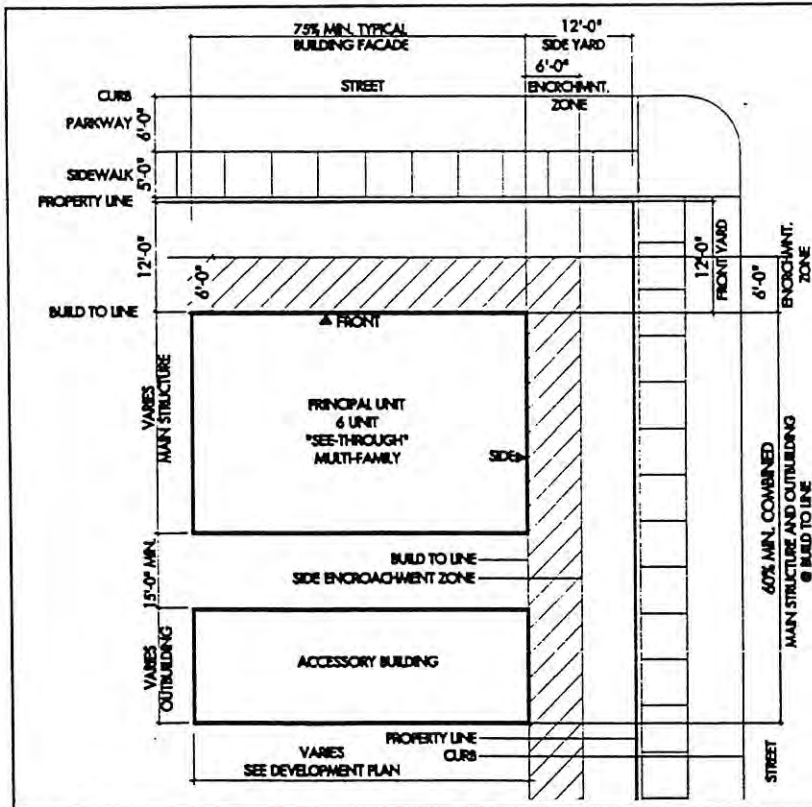 75% MIN. TYPICAL
BUILDING FACADE
12'-0"
SIDE YARD
6'-0"
STREET
ENCRCHMNT.
ZONE
CURB
PARKWAY
6'-0"
SIDEWALK
5'-0"
PROPERTY LINE
12'-0"
6'-0"
12'-0"
FRONT YARD
6'-0"
ENCRCHMNT.
ZONE
BUILD TO LINE
FRONT
VARIES
MAIN STRUCTURE
PRINCIPAL UNIT
6 UNIT
"SEE-THROUGH"
MULTI-FAMILY
SIDE
60% MIN. COMBINED
MAIN STRUCTURE AND OUTBUILDING
@ BUILD TO LINE
15'-0" MIN.
BUILD TO LINE
SIDE ENCROACHMENT ZONE
VARIES
OUTBUILDING
ACCESSORY BUILDING
PROPERTY LINE
CURB
VARIES
SEE DEVELOPMENT PLAN
STREET